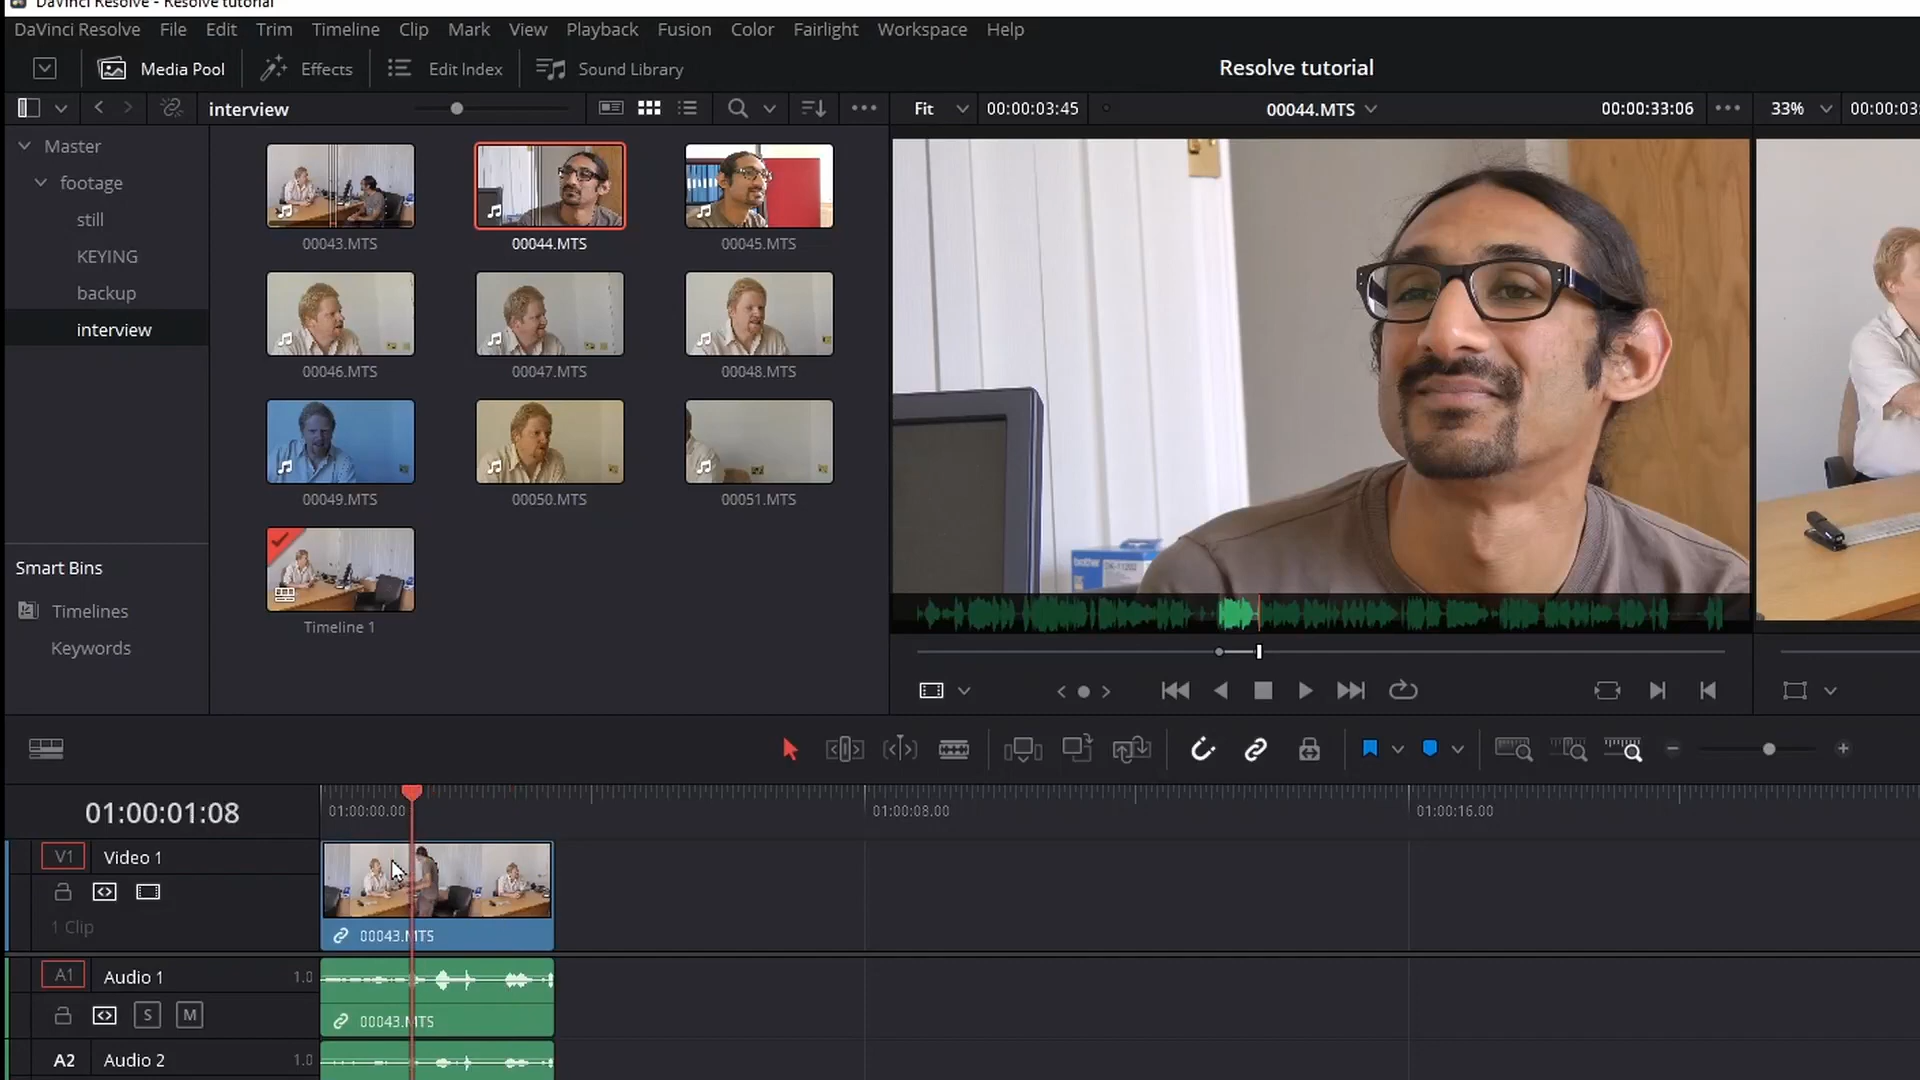 DaVinci Resolve - Resolve tutorial
DaVinci Resolve File Edit Trim Timeline Clip Mark View Playback Fusion Color Fairlight Workspace Help
Media Pool Effects Edit Index Sound Library Resolve tutorial
interview Fit 00:00:03:45 00044.MTS 00:00:33:06 33% 00:00:03:
Master
footage
still
KEYING
backup
interview
00043.MTS 00044.MTS 00045.MTS
00046.MTS 00047.MTS 00048.MTS
00049.MTS 00050.MTS 00051.MTS
Timeline 1
Smart Bins
Timelines
Keywords
brother
DK-11202
01:00:01:08
01:00:00.00 01:00:08.00 01:00:16.00
V1 Video 1
1 Clip
00043.MTS
A1 Audio 1 1.0
S M
00043.MTS
A2 Audio 2 1.0